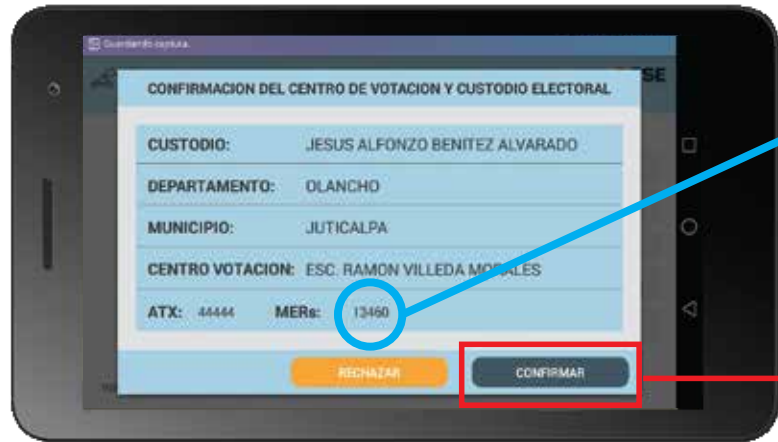 Guardando captura.
CONFIRMACION DEL CENTRO DE VOTACION Y CUSTODIO ELECTORAL
CUSTODIO: JESUS ALFONZO BENITEZ ALVARADO
DEPARTAMENTO: OLANCHO
MUNICIPIO: JUTICALPA
CENTRO VOTACION: ESC. RAMON VILLEDA MORALES
ATX: 44444 MERs: 13460
RECHAZAR CONFIRMAR